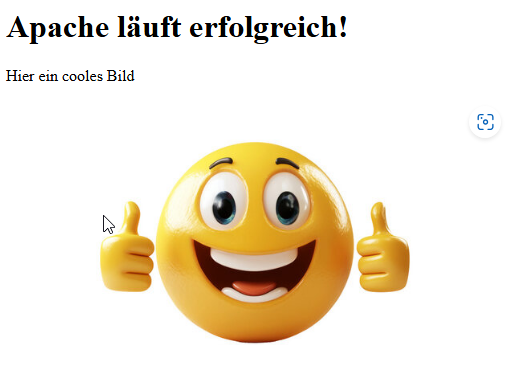 Apache läuft erfolgreich!
Hier ein cooles Bild